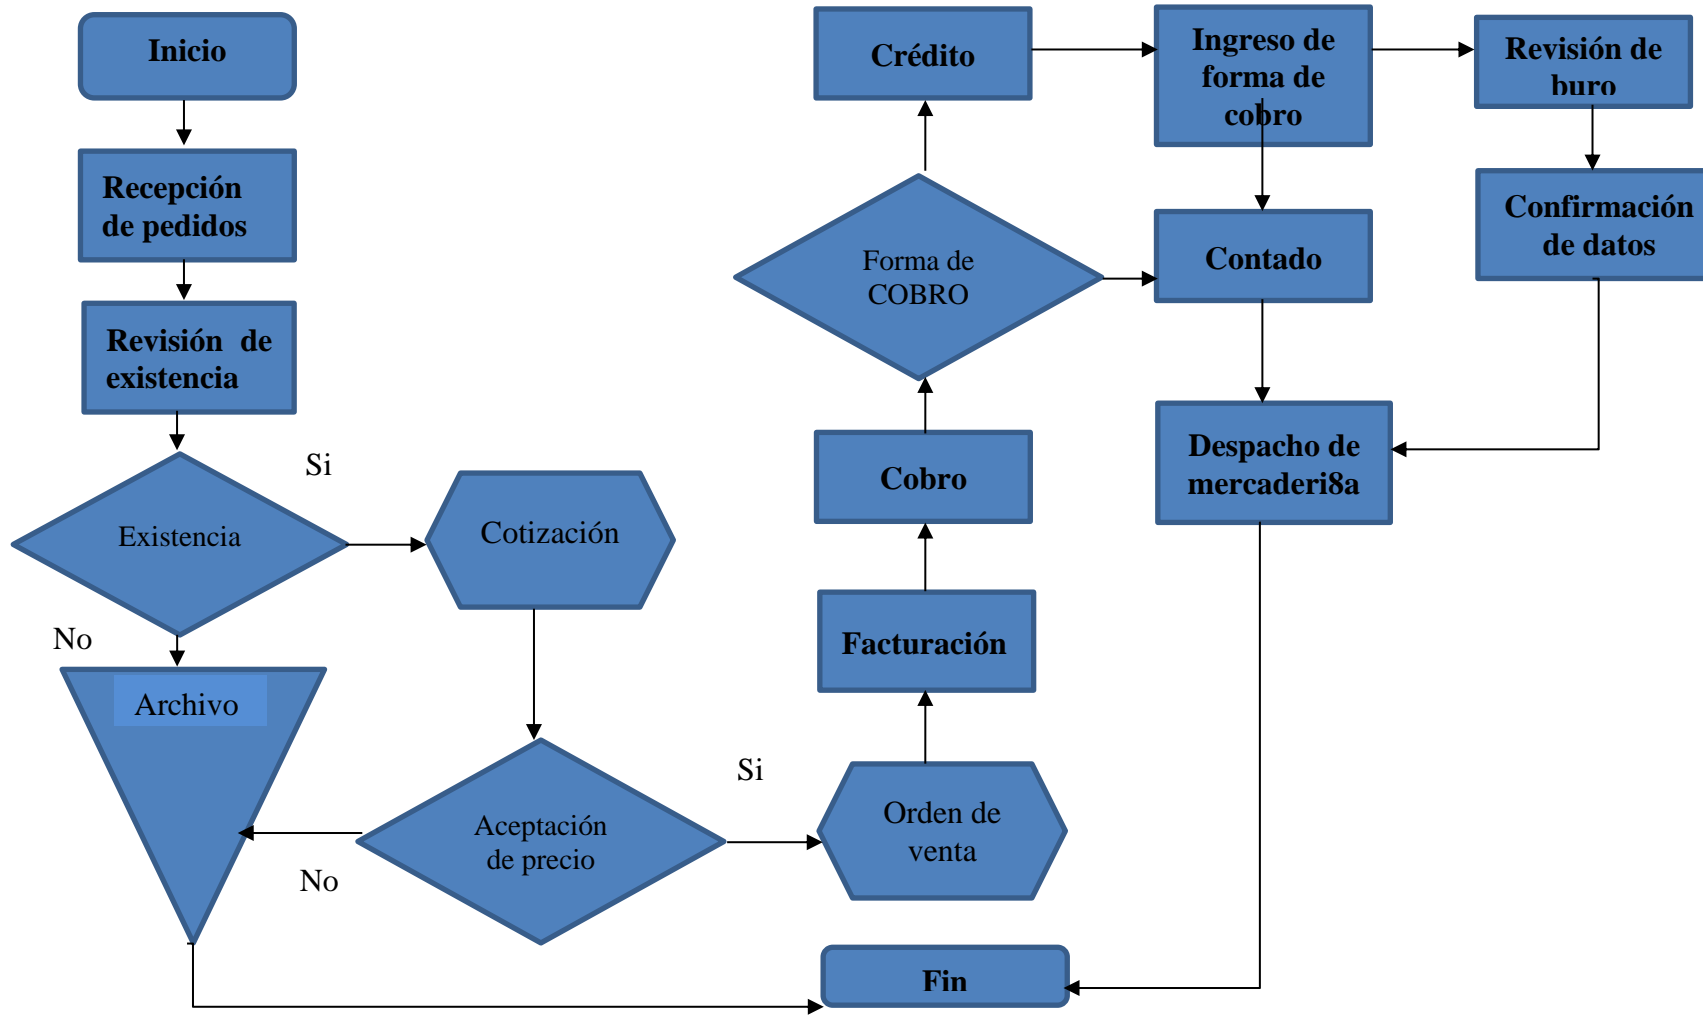 Inicio
Recepción
de pedidos
Revisión de
existencia
Existencia
Si
No
Archivo
Cotización
Aceptación
de precio
No
Si
Orden de
venta
Facturación
Cobro
Forma de
COBRO
Crédito
Ingreso de
forma de
cobro
Revisión de
buro
Confirmación
de datos
Contado
Despacho de
mercaderi8a
Fin